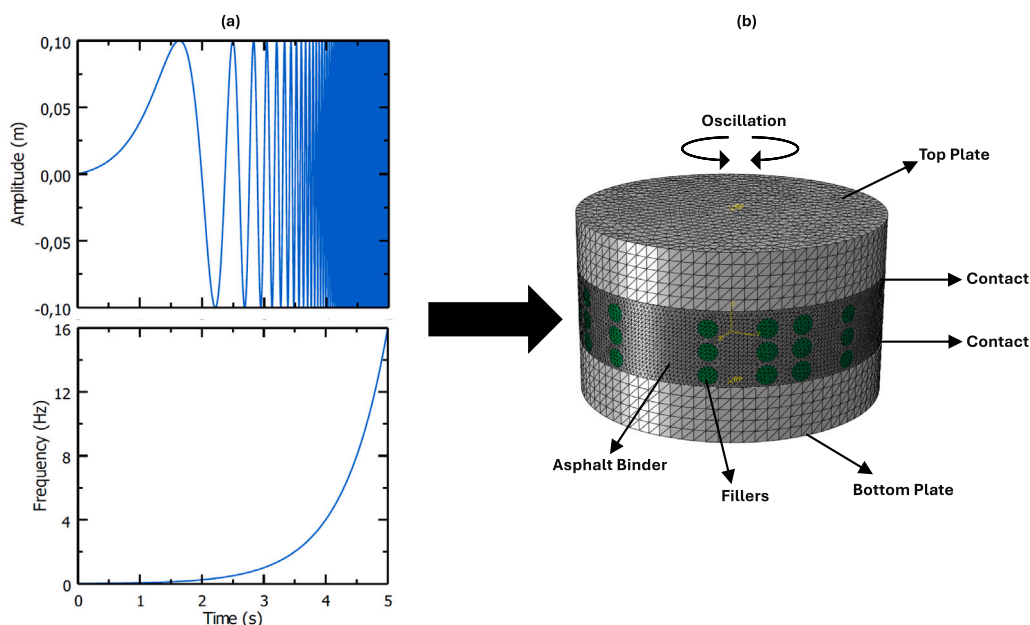 (a)
0,10
0,05
0,00
-0,05
-0,10
Amplitude (m)
16
12
8
4
0
Frequency (Hz)
0 1 2 3 4 5
Time (s)
(b)
Oscillation
Top Plate
Contact
Contact
Asphalt Binder
Fillers
Bottom Plate